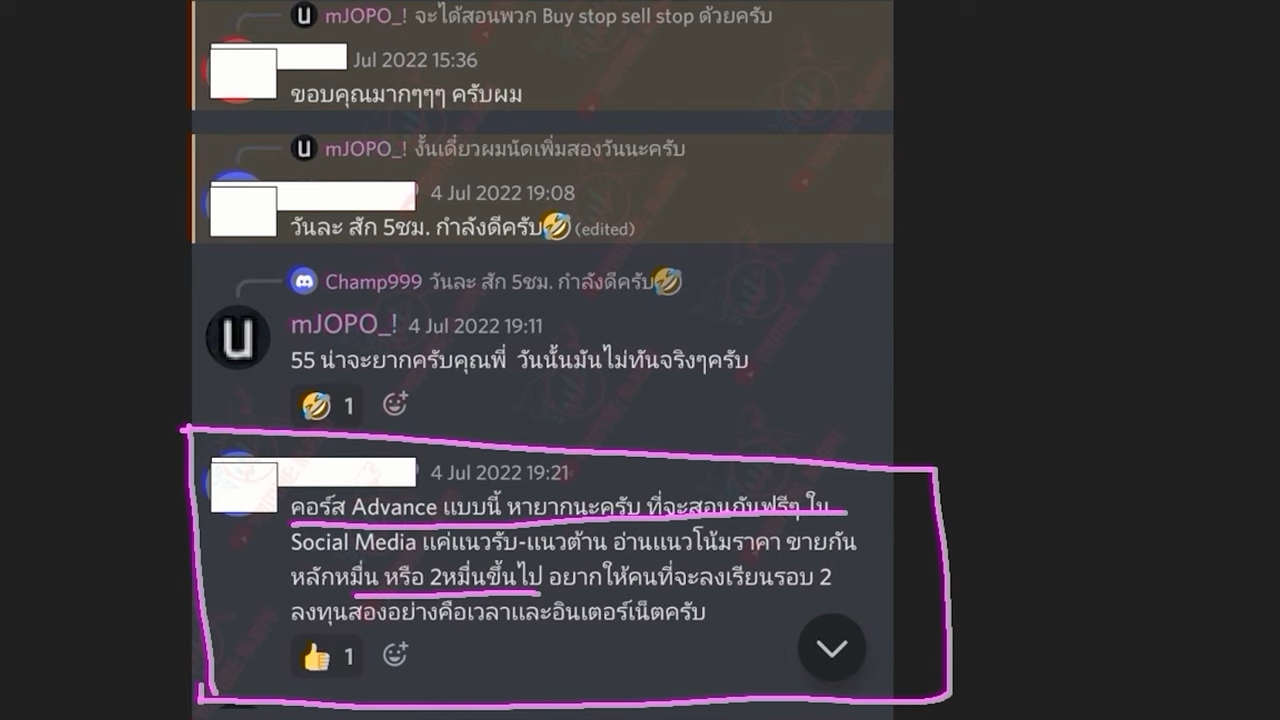 mJOPO_! จะได้สอนพวก Buy stop sell stop ด้วยครับ
Jul 2022 15:36
ขอบคุณมากๆๆๆ ครับผม
mJOPO_! งั้นเดี๋ยวผมนัดเพิ่มสองวันนะครับ
4 Jul 2022 19:08
วันละ สัก 5ชม. กำลังดีครับ🤣 (edited)
Champ999 วันละ สัก 5ชม. กำลังดีครับ🤣
mJOPO_! 4 Jul 2022 19:11
55 น่าจะยากครับคุณพี่ วันนั้นมันไม่ทันจริงๆครับ
🤣 1
4 Jul 2022 19:21
คอร์ส Advance แบบนี้ หายากนะครับ ที่จะสอนกันฟรีๆ ใน
Social Media แค่แนวรับ-แนวต้าน อ่านแนวโน้มราคา ขายกัน
หลักหมื่น หรือ 2หมื่นขึ้นไป อยากให้คนที่จะลงเรียนรอบ 2
ลงทุนสองอย่างคือเวลาและอินเตอร์เน็ตครับ
👍 1